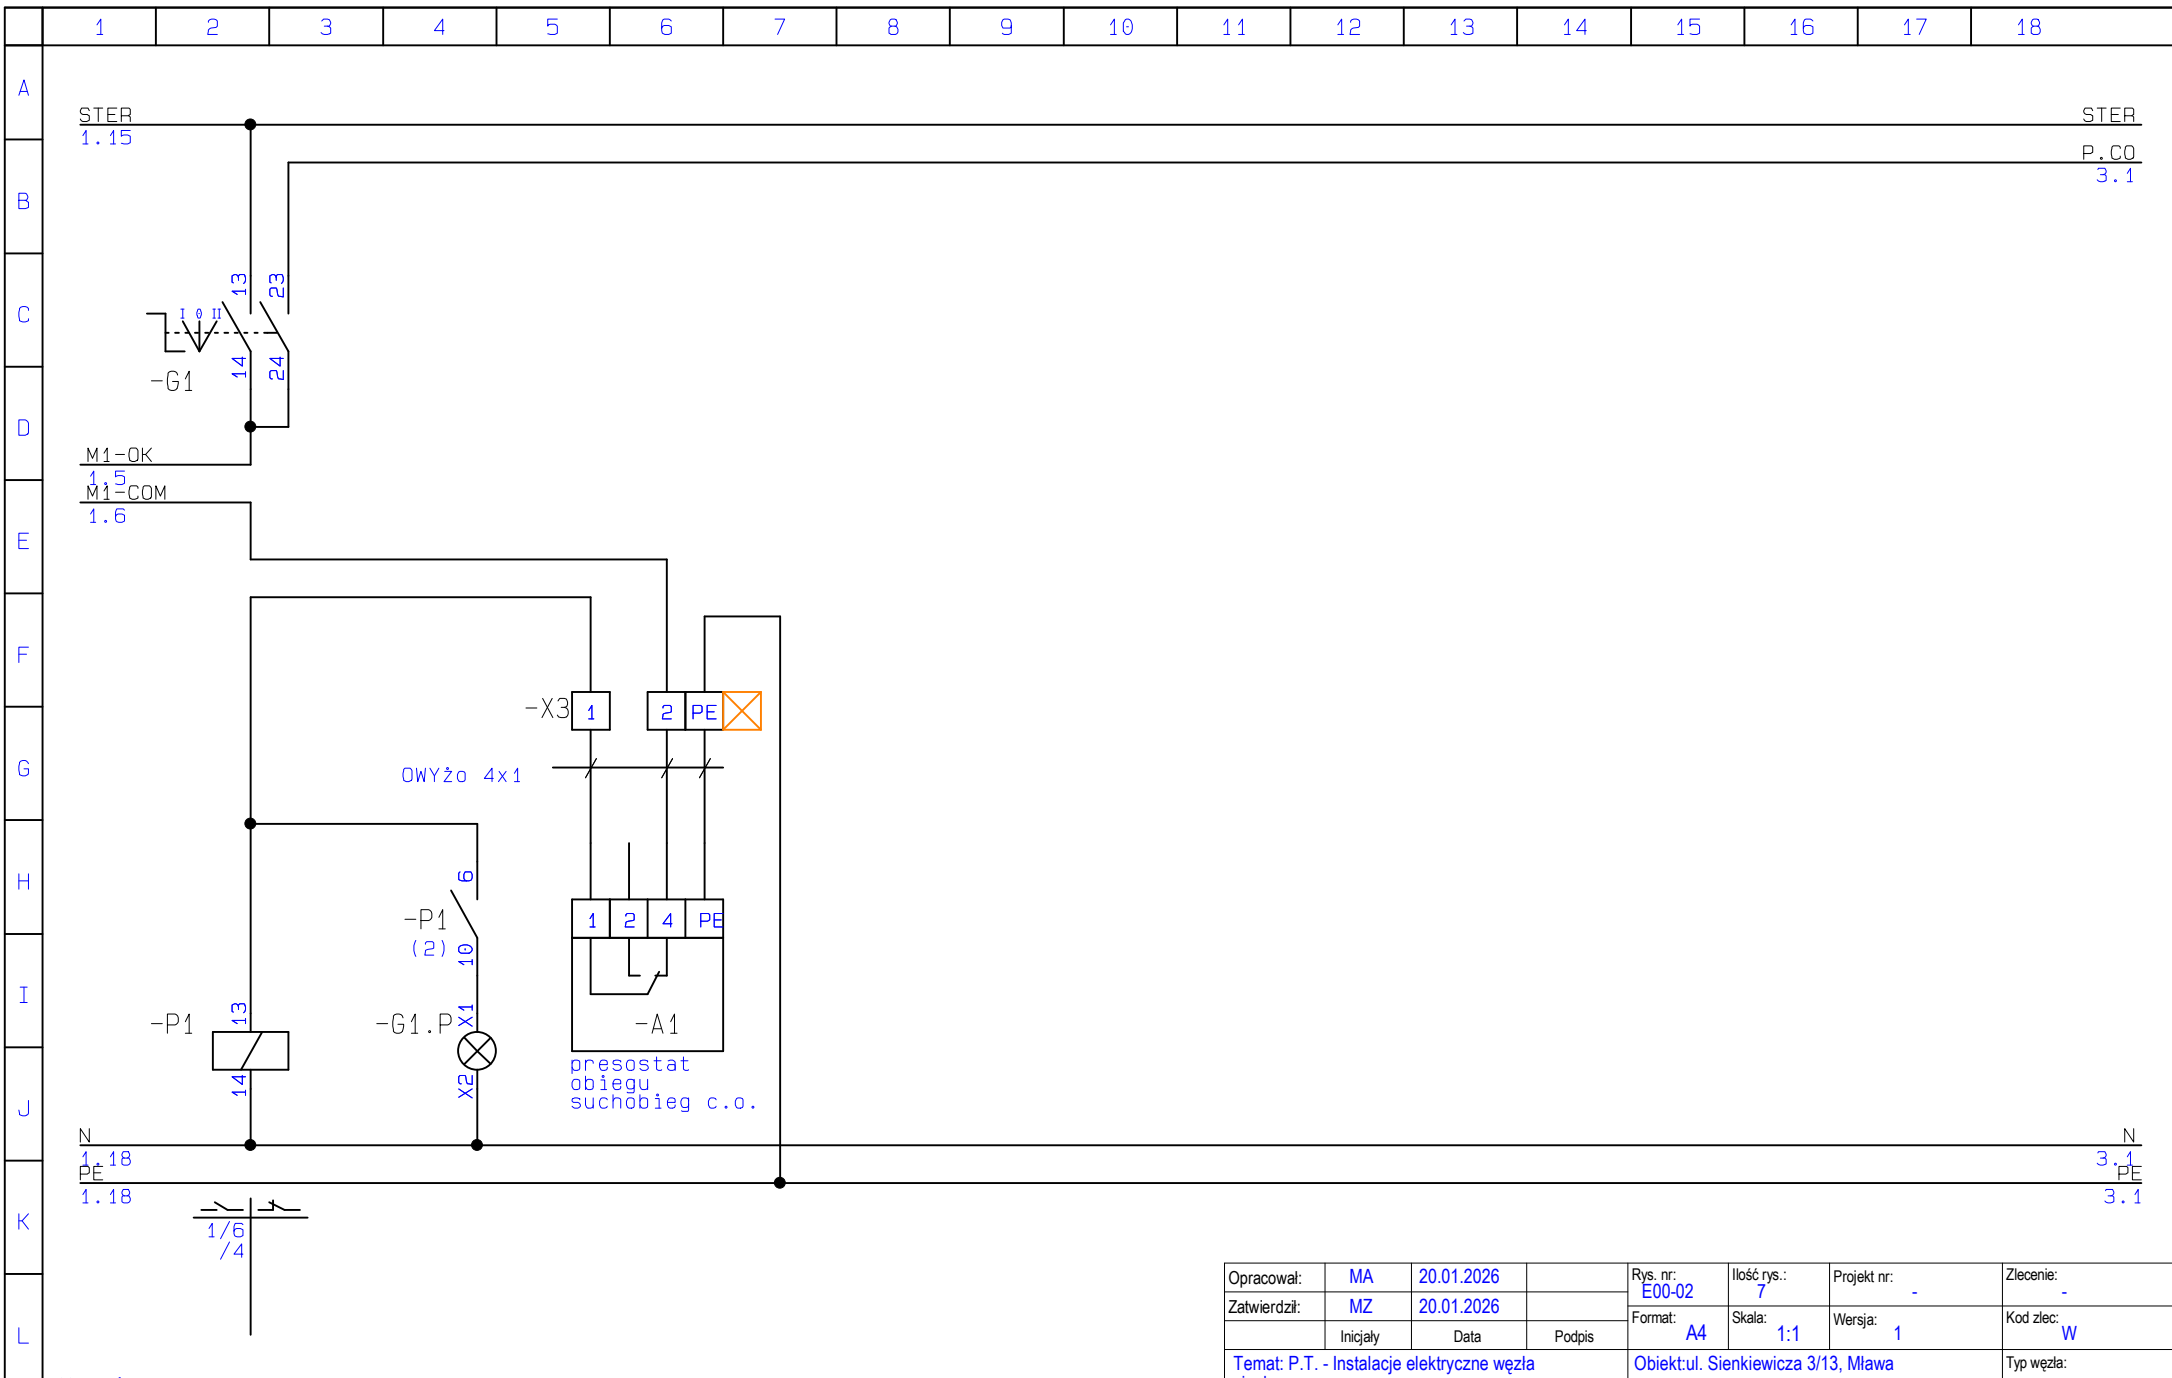 1 2 3 4 5 6 7 8 9 10 11 12 13 14 15 16 17 18
A
STER STER
1.15
P.CO
3.1
B
13 23
C
I 0 II
14 24
-G1
D
M1-OK
1.5
M1-COM
1.6
E
F
-X3 1 2 PE
G
OWYżo 4x1
H
6
-P1 1 2 4 PE
(2) 10
I
13 X1
-P1 -G1.P -A1
presostat
14 X2 obiegu
suchobieg c.o.
J
N N
1.18 3.1
PE PE
1.18 3.1
K
1/6
/4
L
Opracował: MA 20.01.2026 Rys. nr: E00-02 Ilość rys.: 7 Projekt nr: - Zlecenie: -
Zatwierdził: MZ 20.01.2026 Format: A4 Skala: 1:1 Wersja: 1 Kod zlec: W
Inicjały Data Podpis
Temat: P.T. - Instalacje elektryczne węzła Obiekt:ul. Sienkiewicza 3/13, Mława Typ węzła: